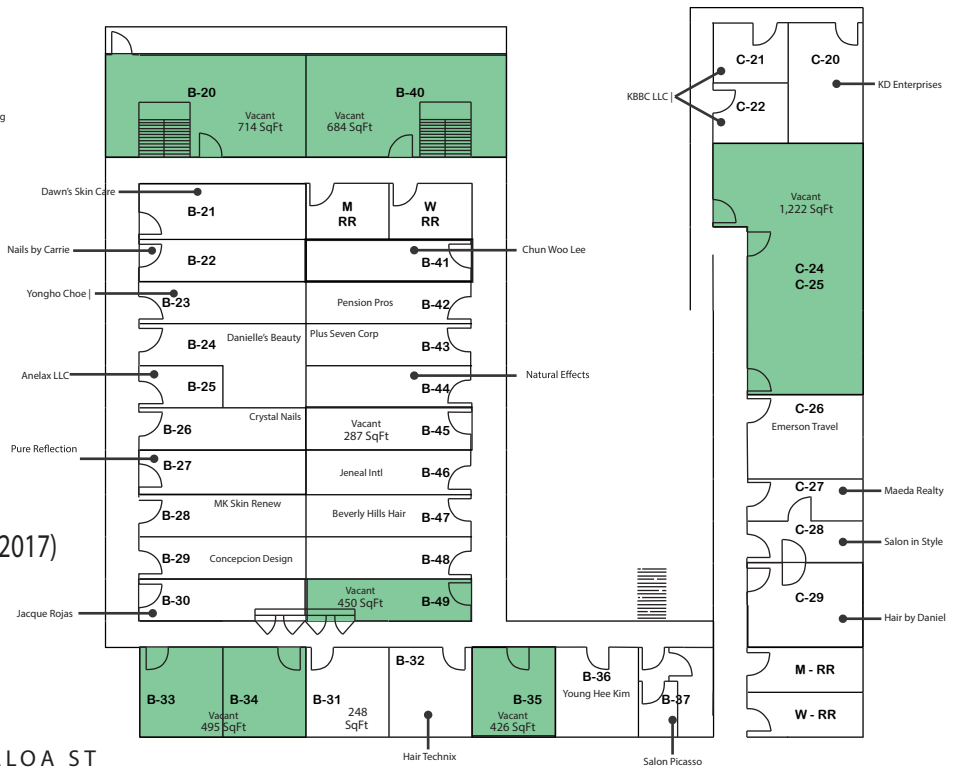 g
B-20
Vacant
714 SqFt
B-40
Vacant
684 SqFt
C-21
C-20
KBBC LLC |
C-22
KD Enterprises
Dawn's Skin Care
B-21
M
RR
W
RR
Vacant
1,222 SqFt
Nails by Carrie
B-22
B-41
Chun Woo Lee
C-24
C-25
Yongho Choe |
B-23
Pension Pros
B-42
B-24
Danielle's Beauty
Plus Seven Corp
B-43
Anelax LLC
B-25
B-44
Natural Effects
B-26
Crystal Nails
Vacant
287 SqFt
B-45
C-26
Emerson Travel
Pure Reflection
B-27
Jeneal Intl
B-46
C-27
Maeda Realty
B-28
MK Skin Renew
Beverly Hills Hair
B-47
C-28
Salon in Style
2017)
B-29
Concepcion Design
B-48
Jacque Rojas
B-30
Vacant
450 SqFt
B-49
C-29
Hair by Daniel
B-33
B-34
Vacant
495 SqFt
B-31
248
SqFt
B-32
Hair Technix
B-35
Vacant
426 SqFt
B-36
Young Hee Kim
B-37
Salon Picasso
M - RR
W - RR
LOA ST